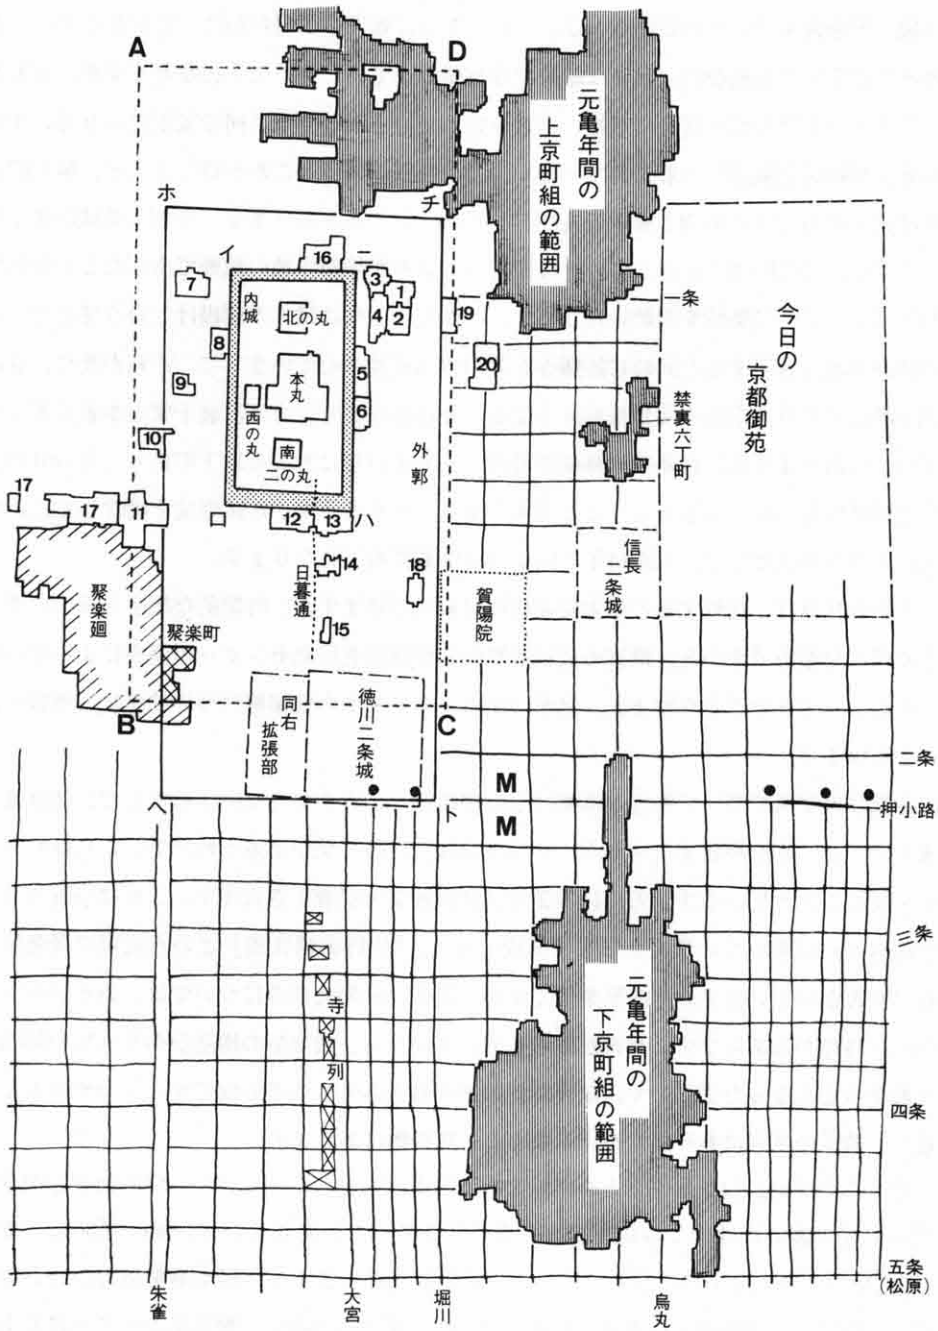 A
D
元亀年間の
上京町組の範囲
ホ
チ
イ
ニ
16
7
3
1
4
2
内城
北の丸
8
一条
19
今日の
京都御苑
20
5
9
本丸
西の丸
6
禁裏六丁町
10
南
二の丸
外郭
17
17
12
13
ハ
信長
二条城
14
日暮通
18
賀陽院
聚楽廻
聚楽町
15
B
同右
拡張部
徳川二条城
C
二条
M
M
ヘ
ト
押小路
三条
寺列
元亀年間の
下京町組の範囲
四条
五条
(松原)
朱雀
大宮
堀川
烏丸